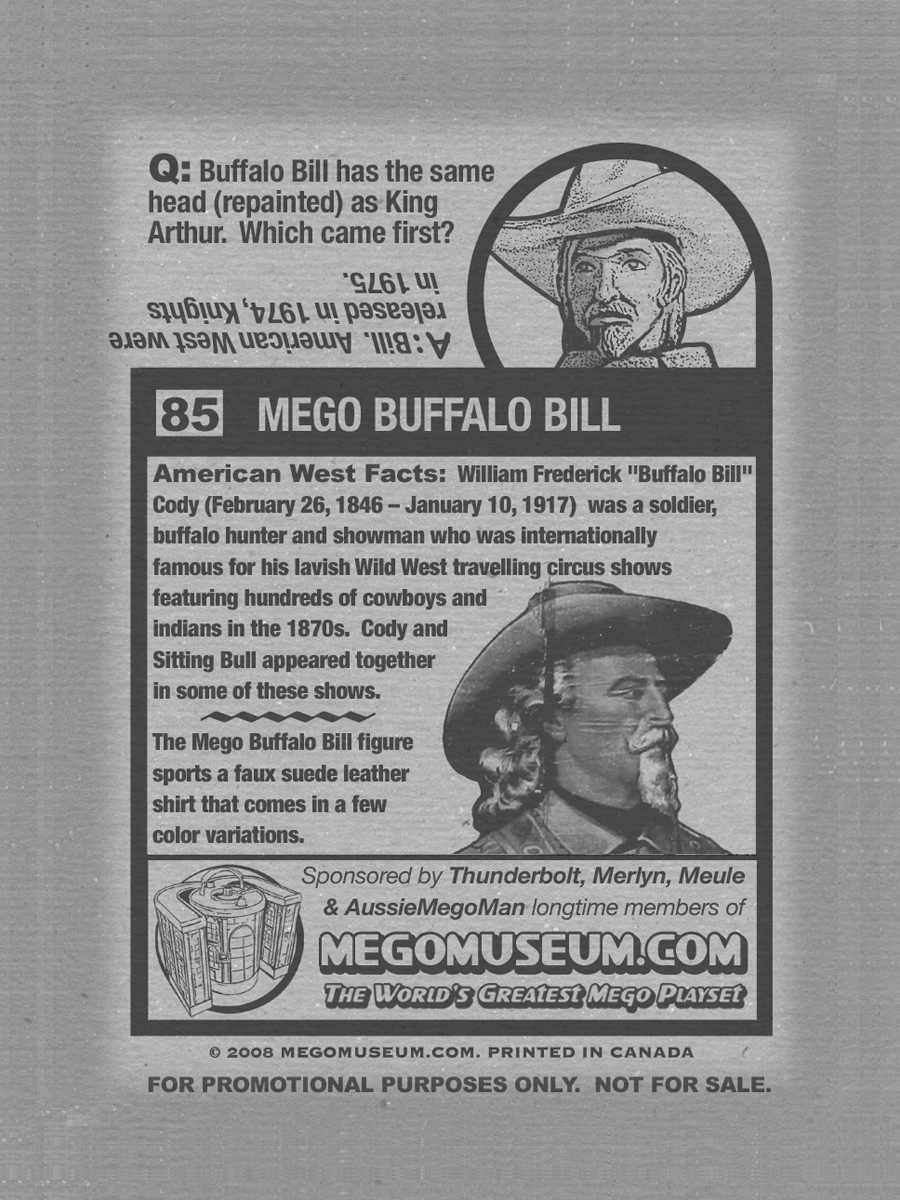 Q: Buffalo Bill has the same
head (repainted) as King
Arthur. Which came first?
A: Bill. American West were
released in 1974, Knights
in 1975.
85 MEGO BUFFALO BILL
American West Facts: William Frederick "Buffalo Bill"
Cody (February 26, 1846 – January 10, 1917) was a soldier,
buffalo hunter and showman who was internationally
famous for his lavish Wild West travelling circus shows
featuring hundreds of cowboys and
indians in the 1870s. Cody and
Sitting Bull appeared together
in some of these shows.
The Mego Buffalo Bill figure
sports a faux suede leather
shirt that comes in a few
color variations.
Sponsored by Thunderbolt, Merlyn, Meule
& AussieMegoMan longtime members of
MEGOMUSEUM.COM
THE WORLD'S GREATEST MEGO PLAYSET
© 2008 MEGOMUSEUM.COM. PRINTED IN CANADA
FOR PROMOTIONAL PURPOSES ONLY. NOT FOR SALE.